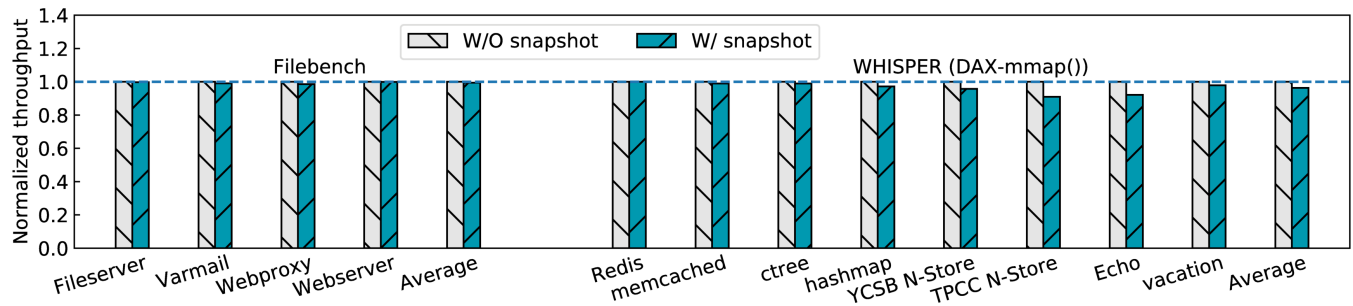 Normalized throughput
1.4
1.2
1.0
0.8
0.6
0.4
0.2
0.0
W/O snapshot
W/ snapshot
Filebench
WHISPER (DAX-mmap())
Fileserver
Varmail
Webproxy
Webserver
Average
Redis
memcached
ctree
hashmap
YCSB N-Store
TPCC N-Store
Echo
vacation
Average